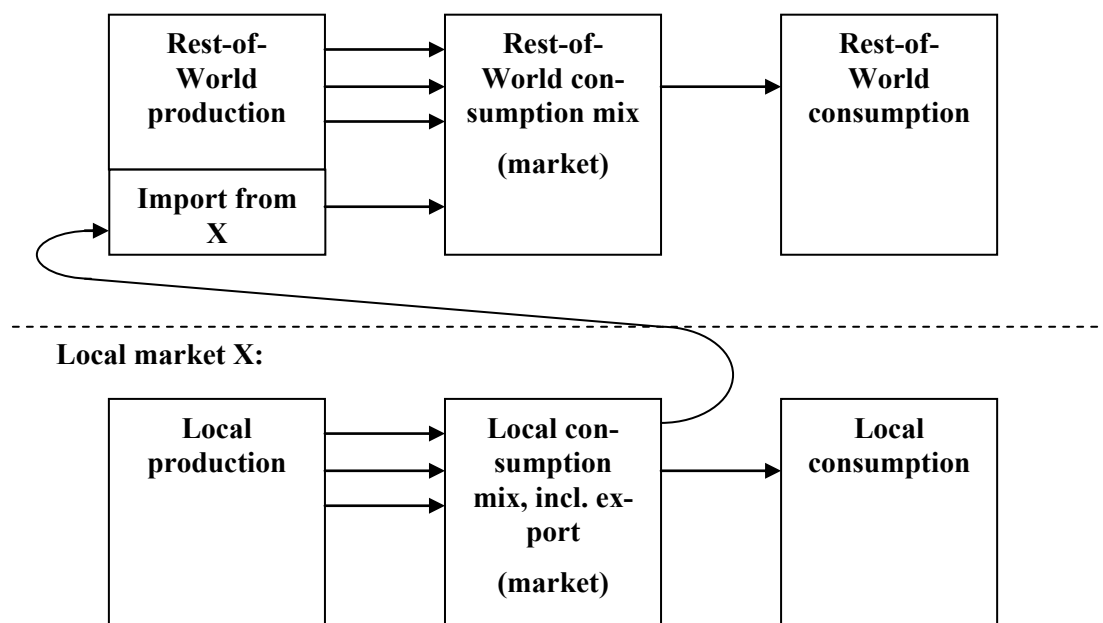 Rest-of-
World
production
Rest-of-
World con-
sumption mix
(market)
Rest-of-
World
consumption
Import from
X
Local market X:
Local
production
Local con-
sumption
mix, incl. ex-
port
(market)
Local
consumption